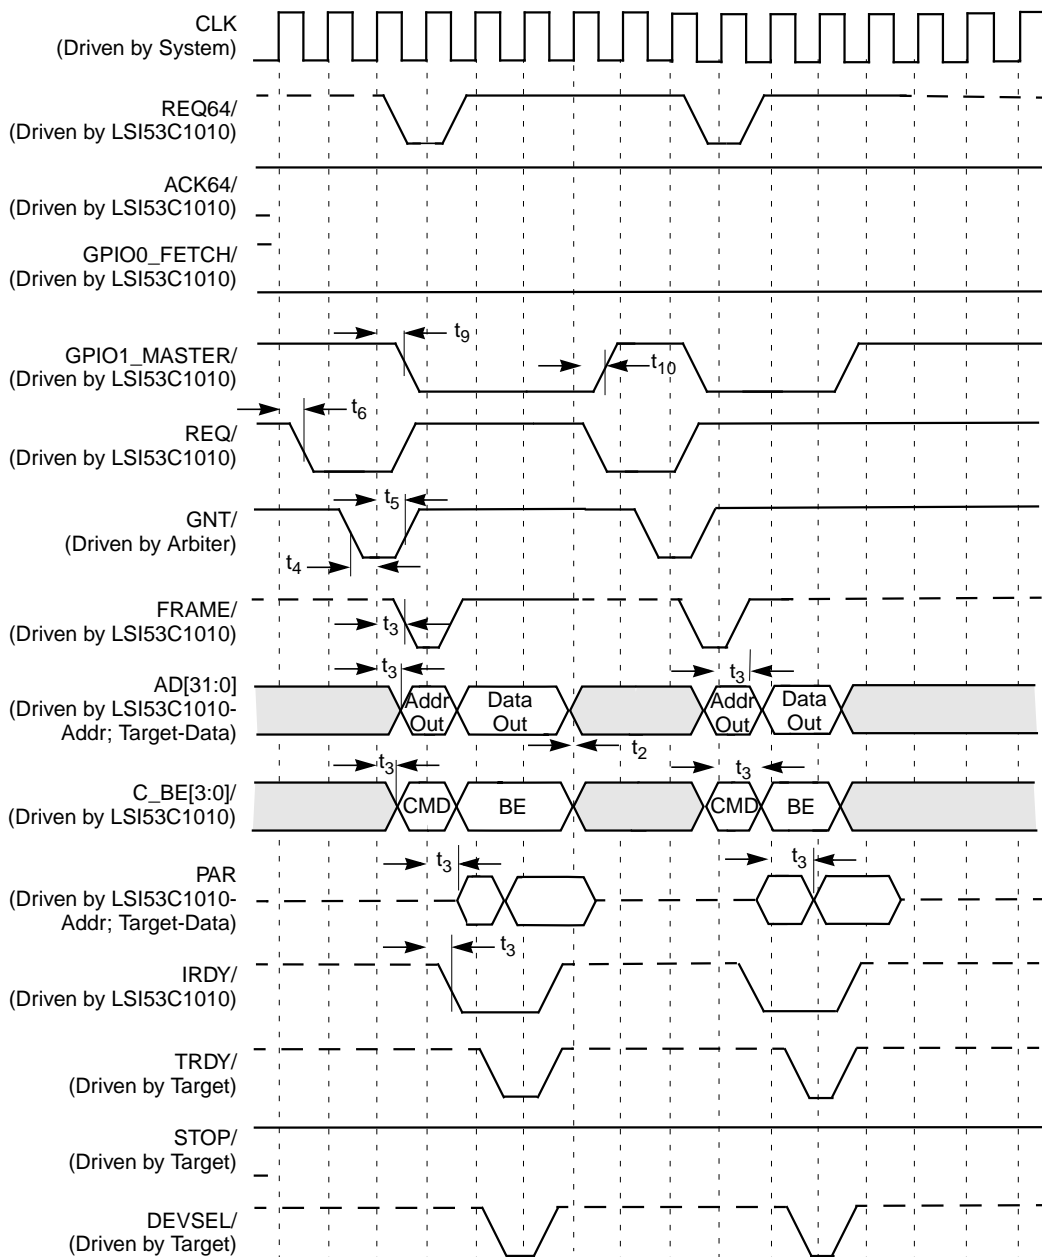 CLK
(Driven by System)
REQ64/
(Driven by LSI53C1010)
ACK64/
(Driven by LSI53C1010)
GPIO0_FETCH/
(Driven by LSI53C1010)
t9
GPIO1_MASTER/
(Driven by LSI53C1010)
t10
t6
REQ/
(Driven by LSI53C1010)
t5
GNT/
(Driven by Arbiter)
t4
FRAME/
(Driven by LSI53C1010)
t3
t3
t3
AD[31:0]
(Driven by LSI53C1010-
Addr; Target-Data)
Addr
Out
Data
Out
Addr
Out
Data
Out
t2
t3
t3
C_BE[3:0]/
(Driven by LSI53C1010)
CMD
BE
CMD
BE
t3
t3
PAR
(Driven by LSI53C1010-
Addr; Target-Data)
t3
IRDY/
(Driven by LSI53C1010)
TRDY/
(Driven by Target)
STOP/
(Driven by Target)
DEVSEL/
(Driven by Target)